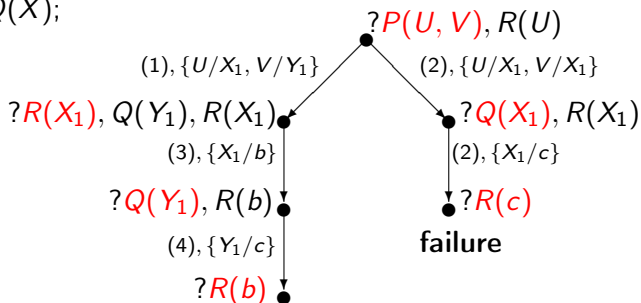 Q(X);
?P(U, V), R(U)
(1), {U/X₁, V/Y₁}
(2), {U/X₁, V/X₁}
?R(X₁), Q(Y₁), R(X₁)
?Q(X₁), R(X₁)
(3), {X₁/b}
(2), {X₁/c}
?Q(Y₁), R(b)
?R(c)
failure
(4), {Y₁/c}
?R(b)